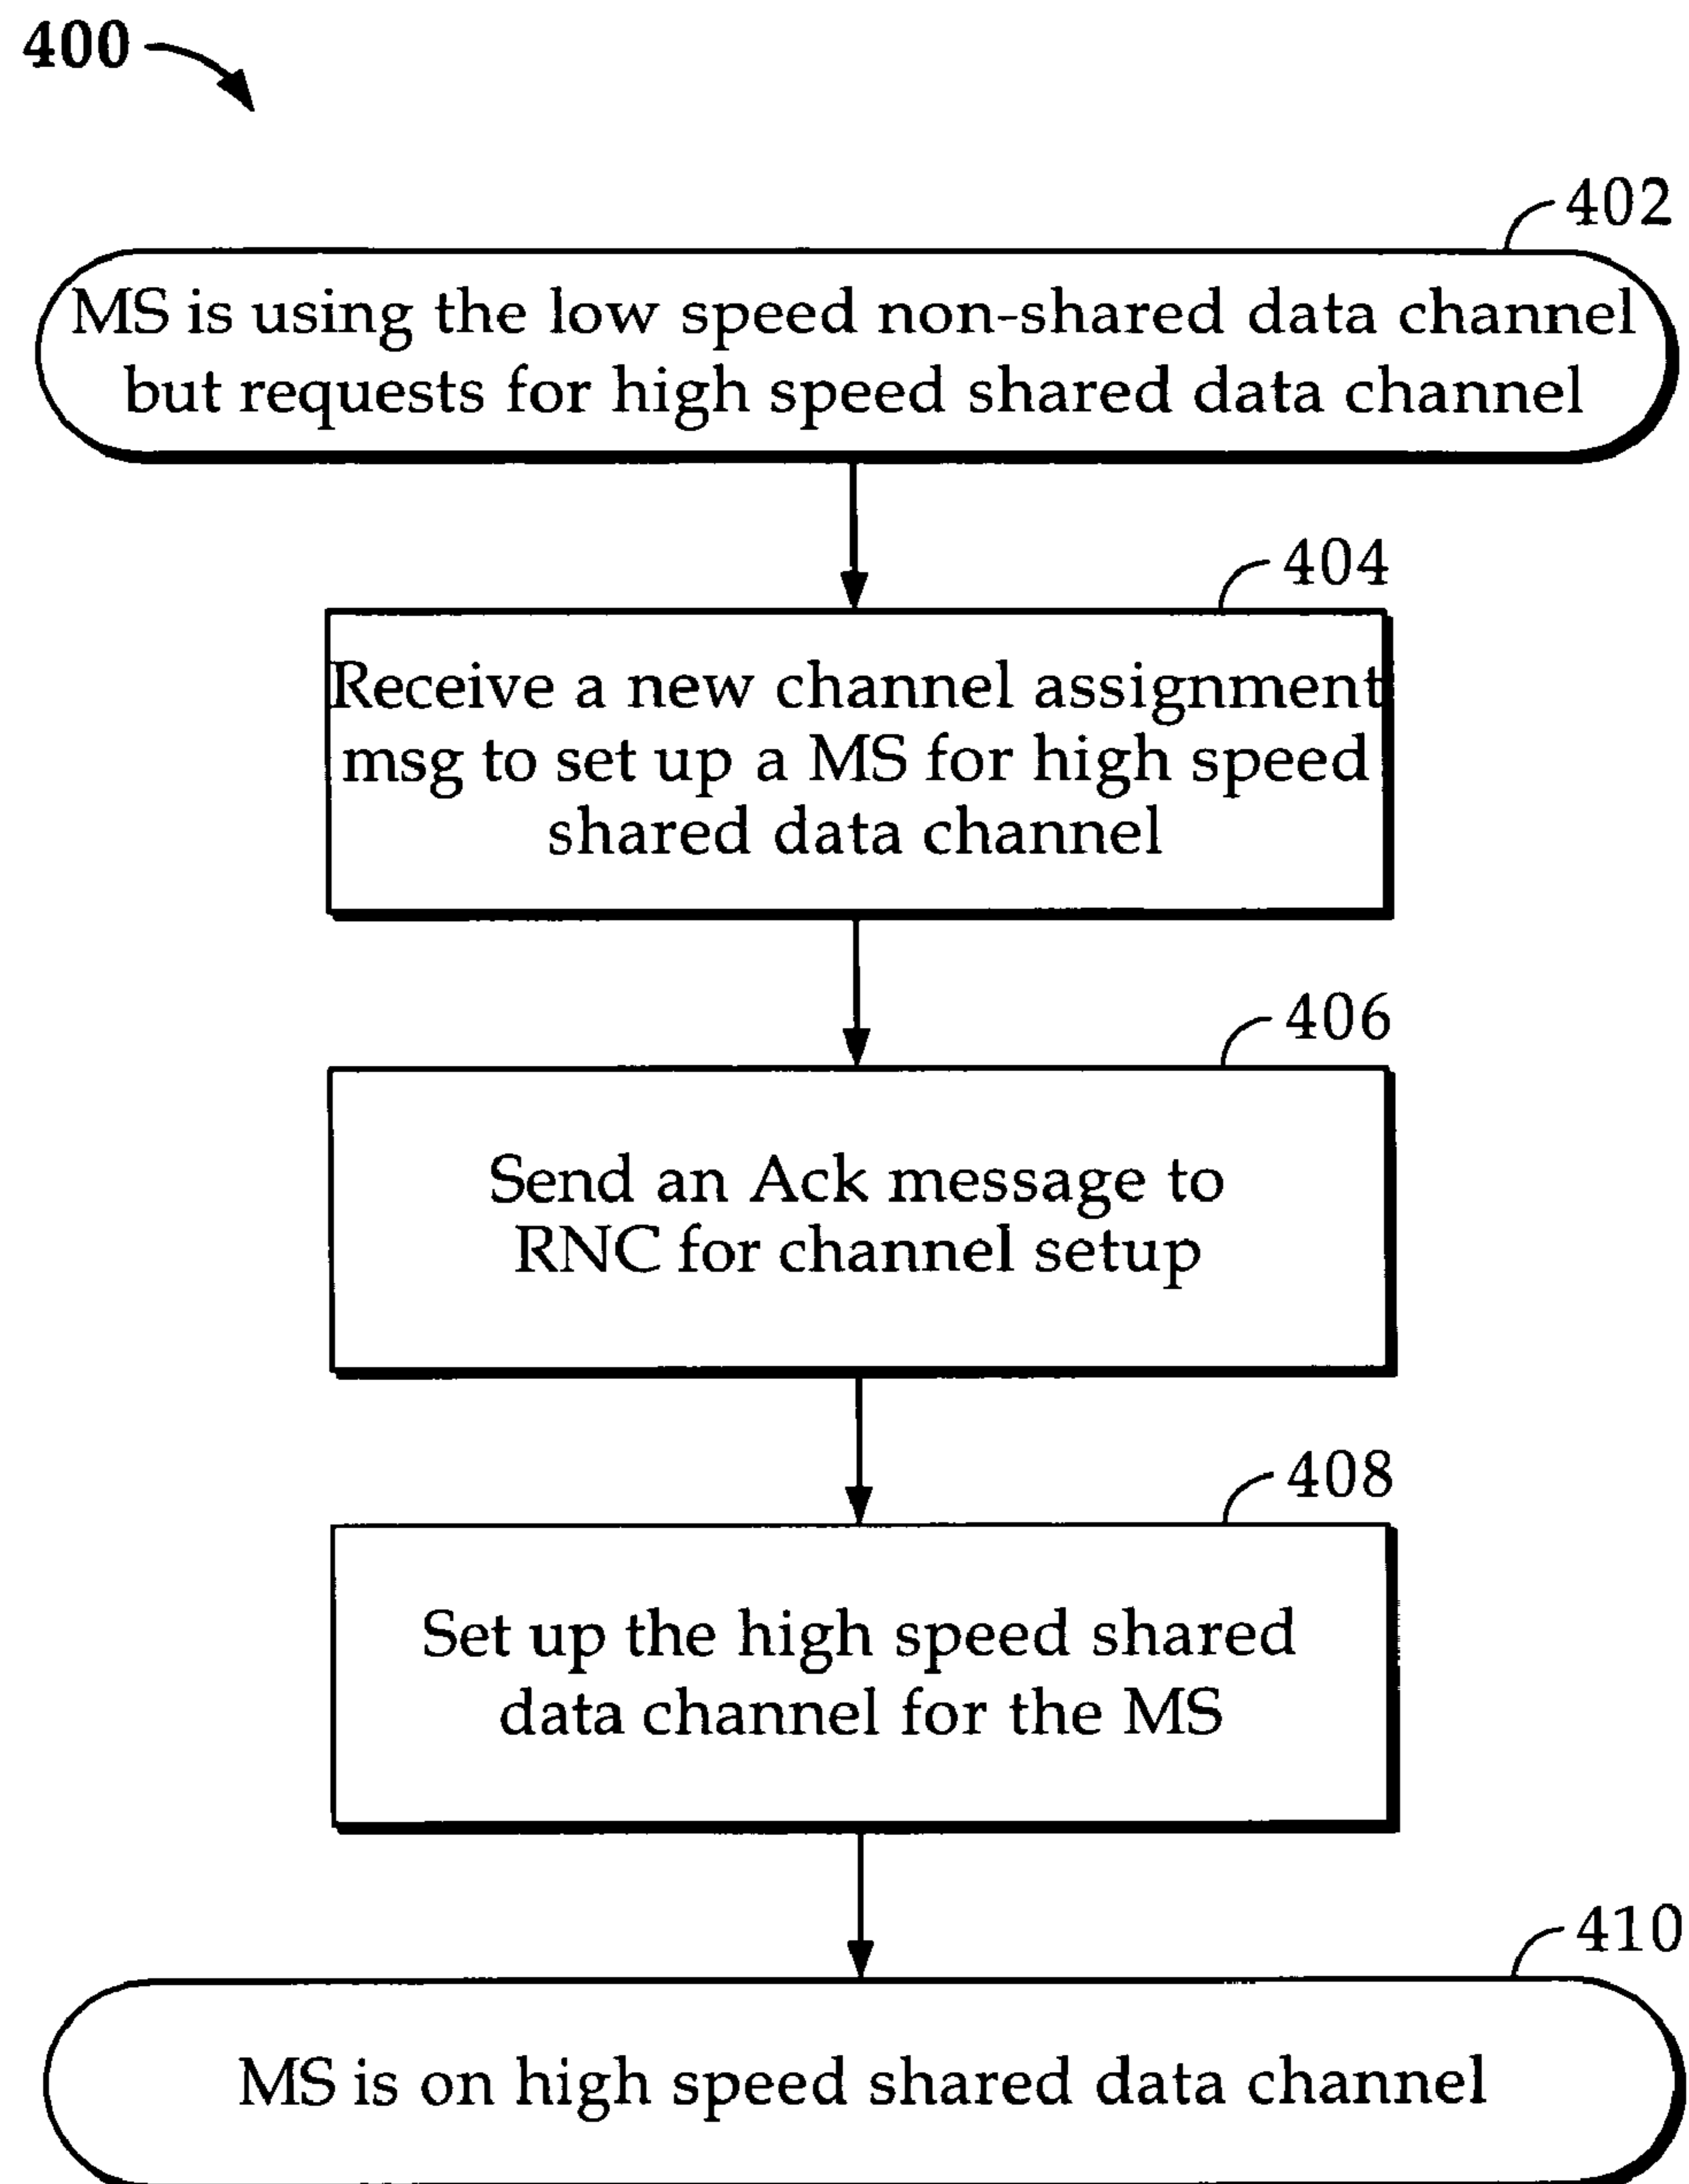 400
402
MS is using the low speed non-shared data channel
but requests for high speed shared data channel
404
Receive a new channel assignment
msg to set up a MS for high speed
shared data channel
406
Send an Ack message to
RNC for channel setup
408
Set up the high speed shared
data channel for the MS
410
MS is on high speed shared data channel